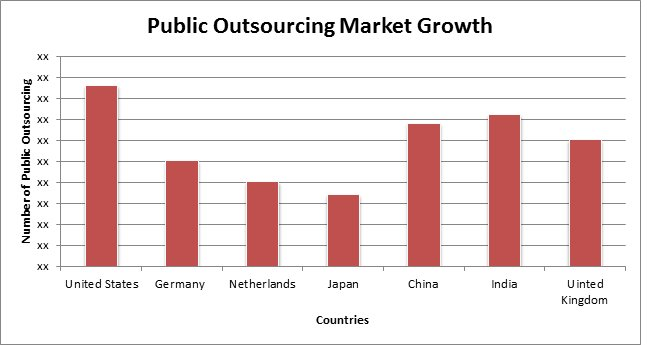 Public Outsourcing Market Growth
Number of Public Outsourcing
xx
xx
xx
xx
xx
xx
xx
xx
xx
xx
xx
United States
Germany
Netherlands
Japan
China
India
Uinted
Kingdom
Countries